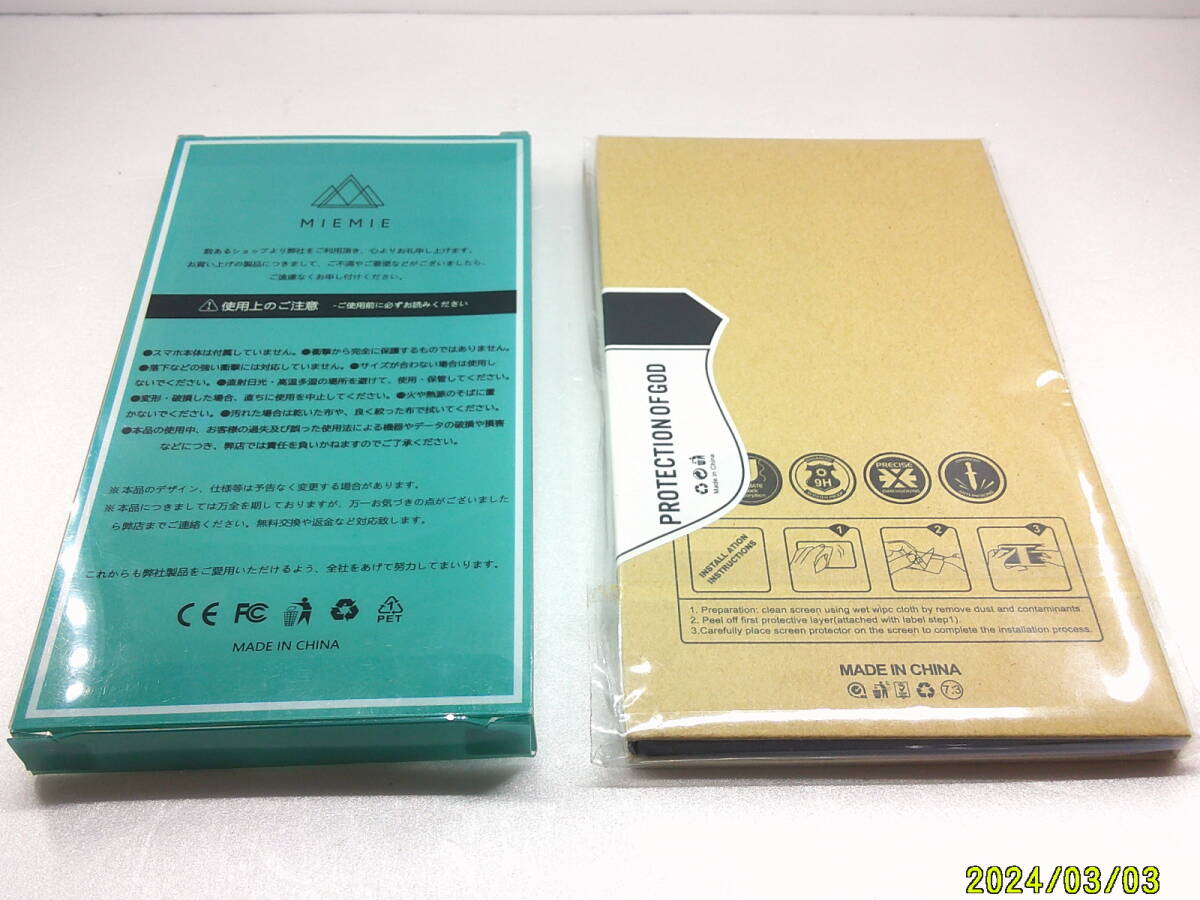 MIEMIE
数あるショップより弊社をご利用頂き、心よりお礼申し上げます。
お買い上げの製品につきまして、ご不満やご要望などがございましたら、
ご遠慮なくお申し付けください。
使用上のご注意 -ご使用前に必ずお読みください
●スマホ本体は付属していません。●衝撃から完全に保護するものではありません。
●落下などの強い衝撃には対応していません。●サイズが合わない場合は使用し
ないでください。●直射日光・高温多湿の場所を避けて、使用・保管してください。
●変形・破損した場合、直ちに使用を中止してください。●火や熱源のそばに置
かないでください。●汚れた場合は乾いた布や、良く絞った布で拭いてください。
●本品の使用中、お客様の過失及び誤った使用法による機器やデータの破損や損害
などにつき、弊店では責任を負いかねますのでご了承ください。
※本品のデザイン、仕様等は予告なく変更する場合があります。
※本品につきましては万全を期しておりますが、万一お気づきの点がございました
ら弊店までご連絡ください。無料交換や返金など対応致します。
これからも弊社製品をご愛用いただけるよう、全社をあげて努力してまいります。
CE FC 1 PET
MADE IN CHINA
PROTECTION OF GOD
Made in China
9H
PRECISE
INSTALLATION
INSTRUCTIONS
1 2 3
1. Preparation: clean screen using wet wipc cloth by remove dust and contaminants.
2. Peel off first protective layer(attached with label step1).
3.Carefully place screen protector on the screen to complete the installation process.
MADE IN CHINA
7.3
2024/03/03